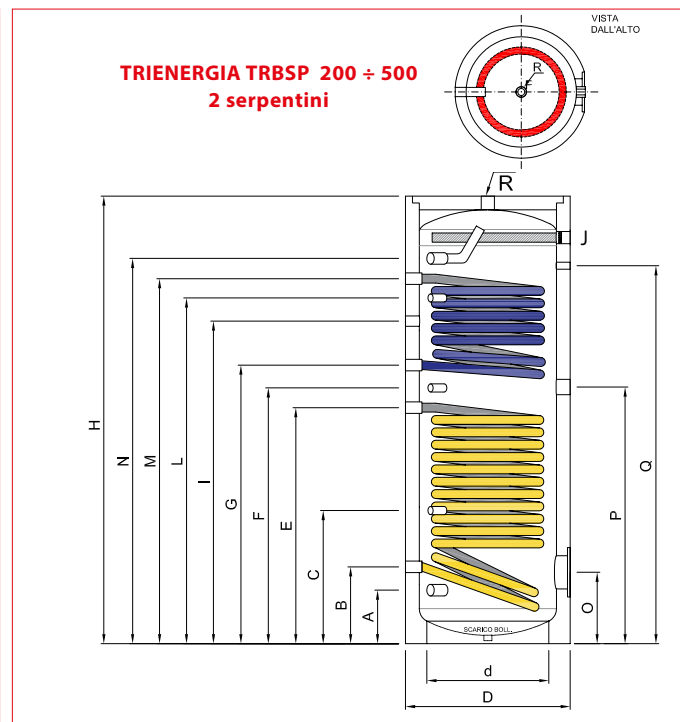 VISTA
DALL'ALTO
TRIENERGIA TRBSP 200 ÷ 500
2 serpentini
R
R
J
H
N
M
L
I
G
F
E
C
B
A
Q
P
O
SCARICO BOLL.
d
D